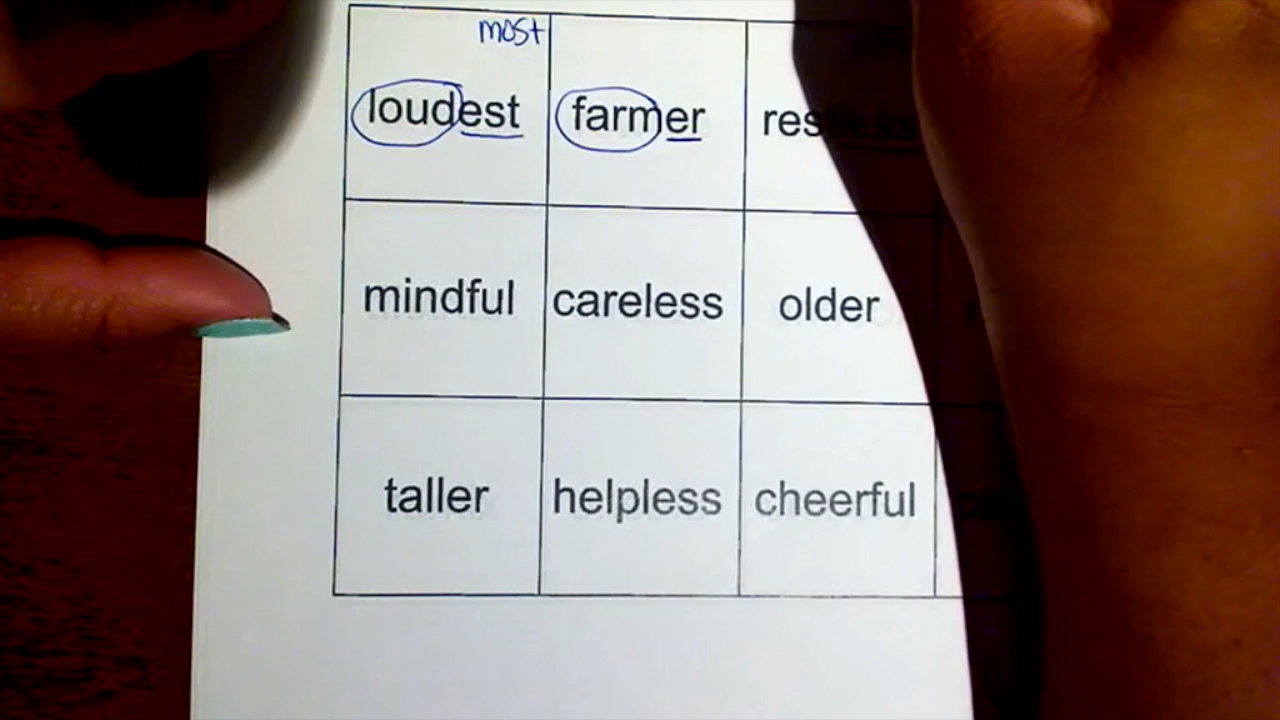 most
loudest farmer
mindful careless older
taller helpless cheerful